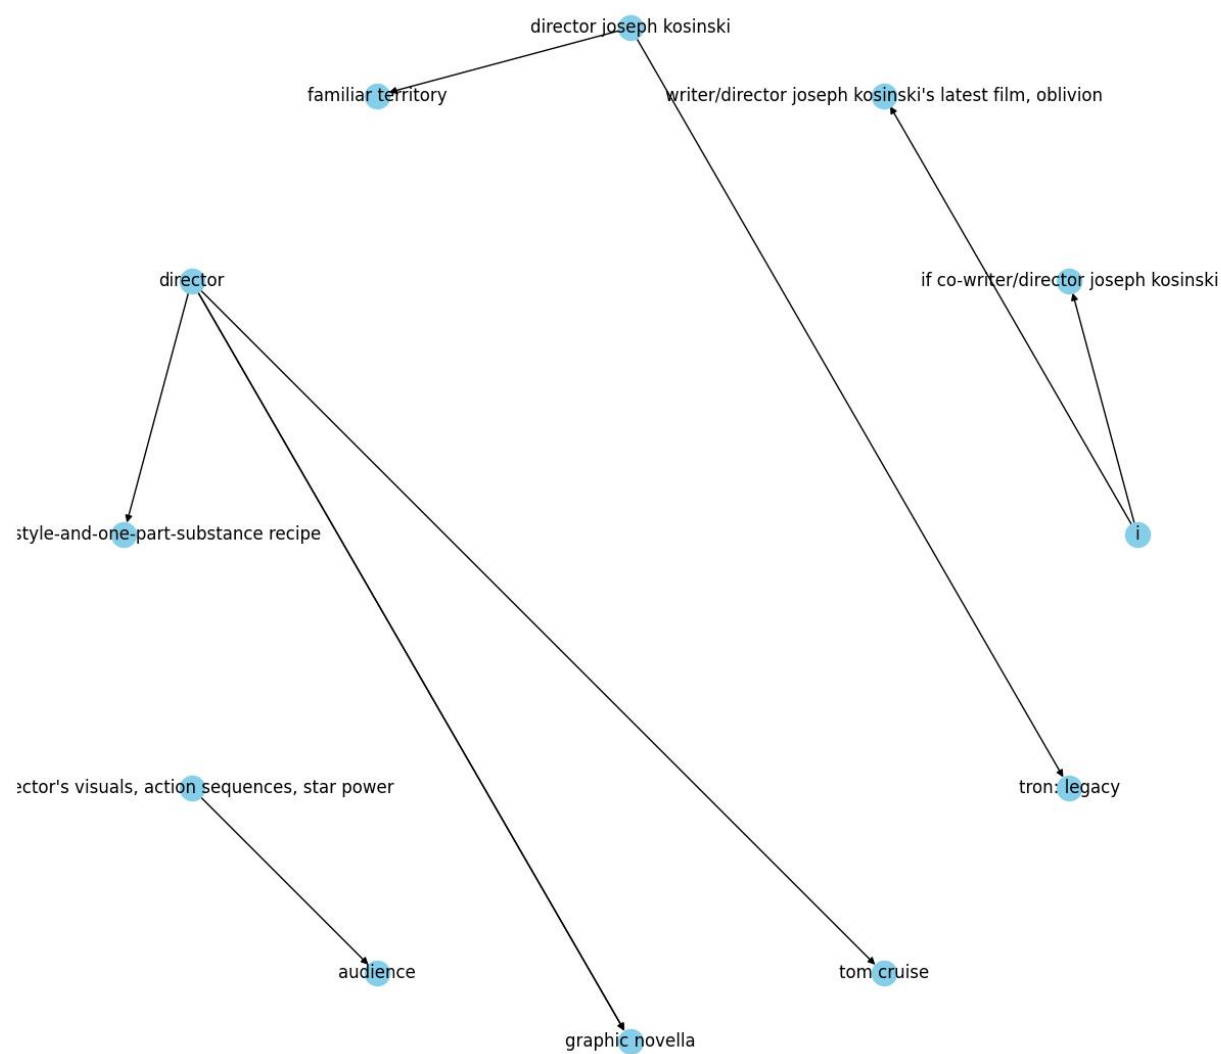 director joseph kosinski
familiar territory
writer/director joseph kosinski's latest film, oblivion
director
if co-writer/director joseph kosinski
style-and-one-part-substance recipe
i
ector's visuals, action sequences, star power
tron: legacy
audience
tom cruise
graphic novella